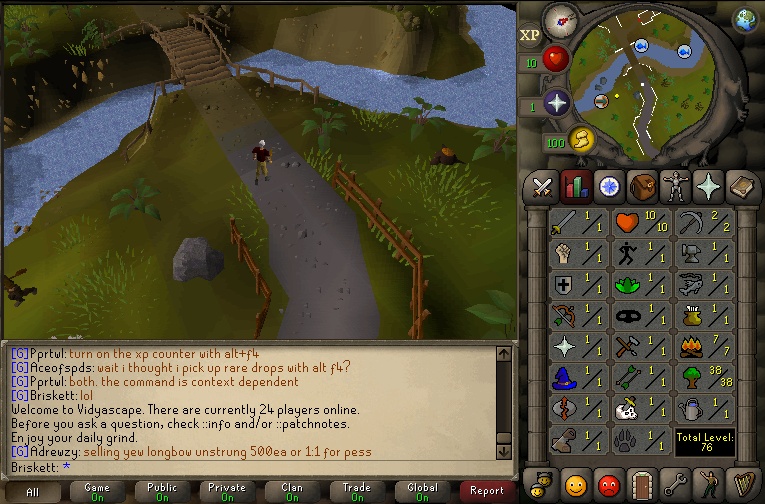 XP
10
1
100
1 1
10 10
2 2
1 1
1 1
1 1
1 1
1 1
1 1
1 1
1 1
1 1
1 1
1 1
7 7
1 1
1 1
38 38
1 1
1 1
1 1
1 1
1 1
Total Level:
76
[G]Pprtwl: turn on the xp counter with alt+f4
[G]Aceofspds: wait i thought i pick up rare drops with alt f4?
[G]Pprtwl: both. the command is context dependent
[G]Briskett: lol
Welcome to Vidyascape. There are currently 24 players online.
Before you ask a question, check ::info and/or ::patchnotes.
Enjoy your daily grind.
[G]Adrewzy: selling yew longbow unstrung 500ea or 1:1 for pess
Briskett: *
All
Game
On
Public
On
Private
On
Clan
On
Trade
On
Global
On
Report